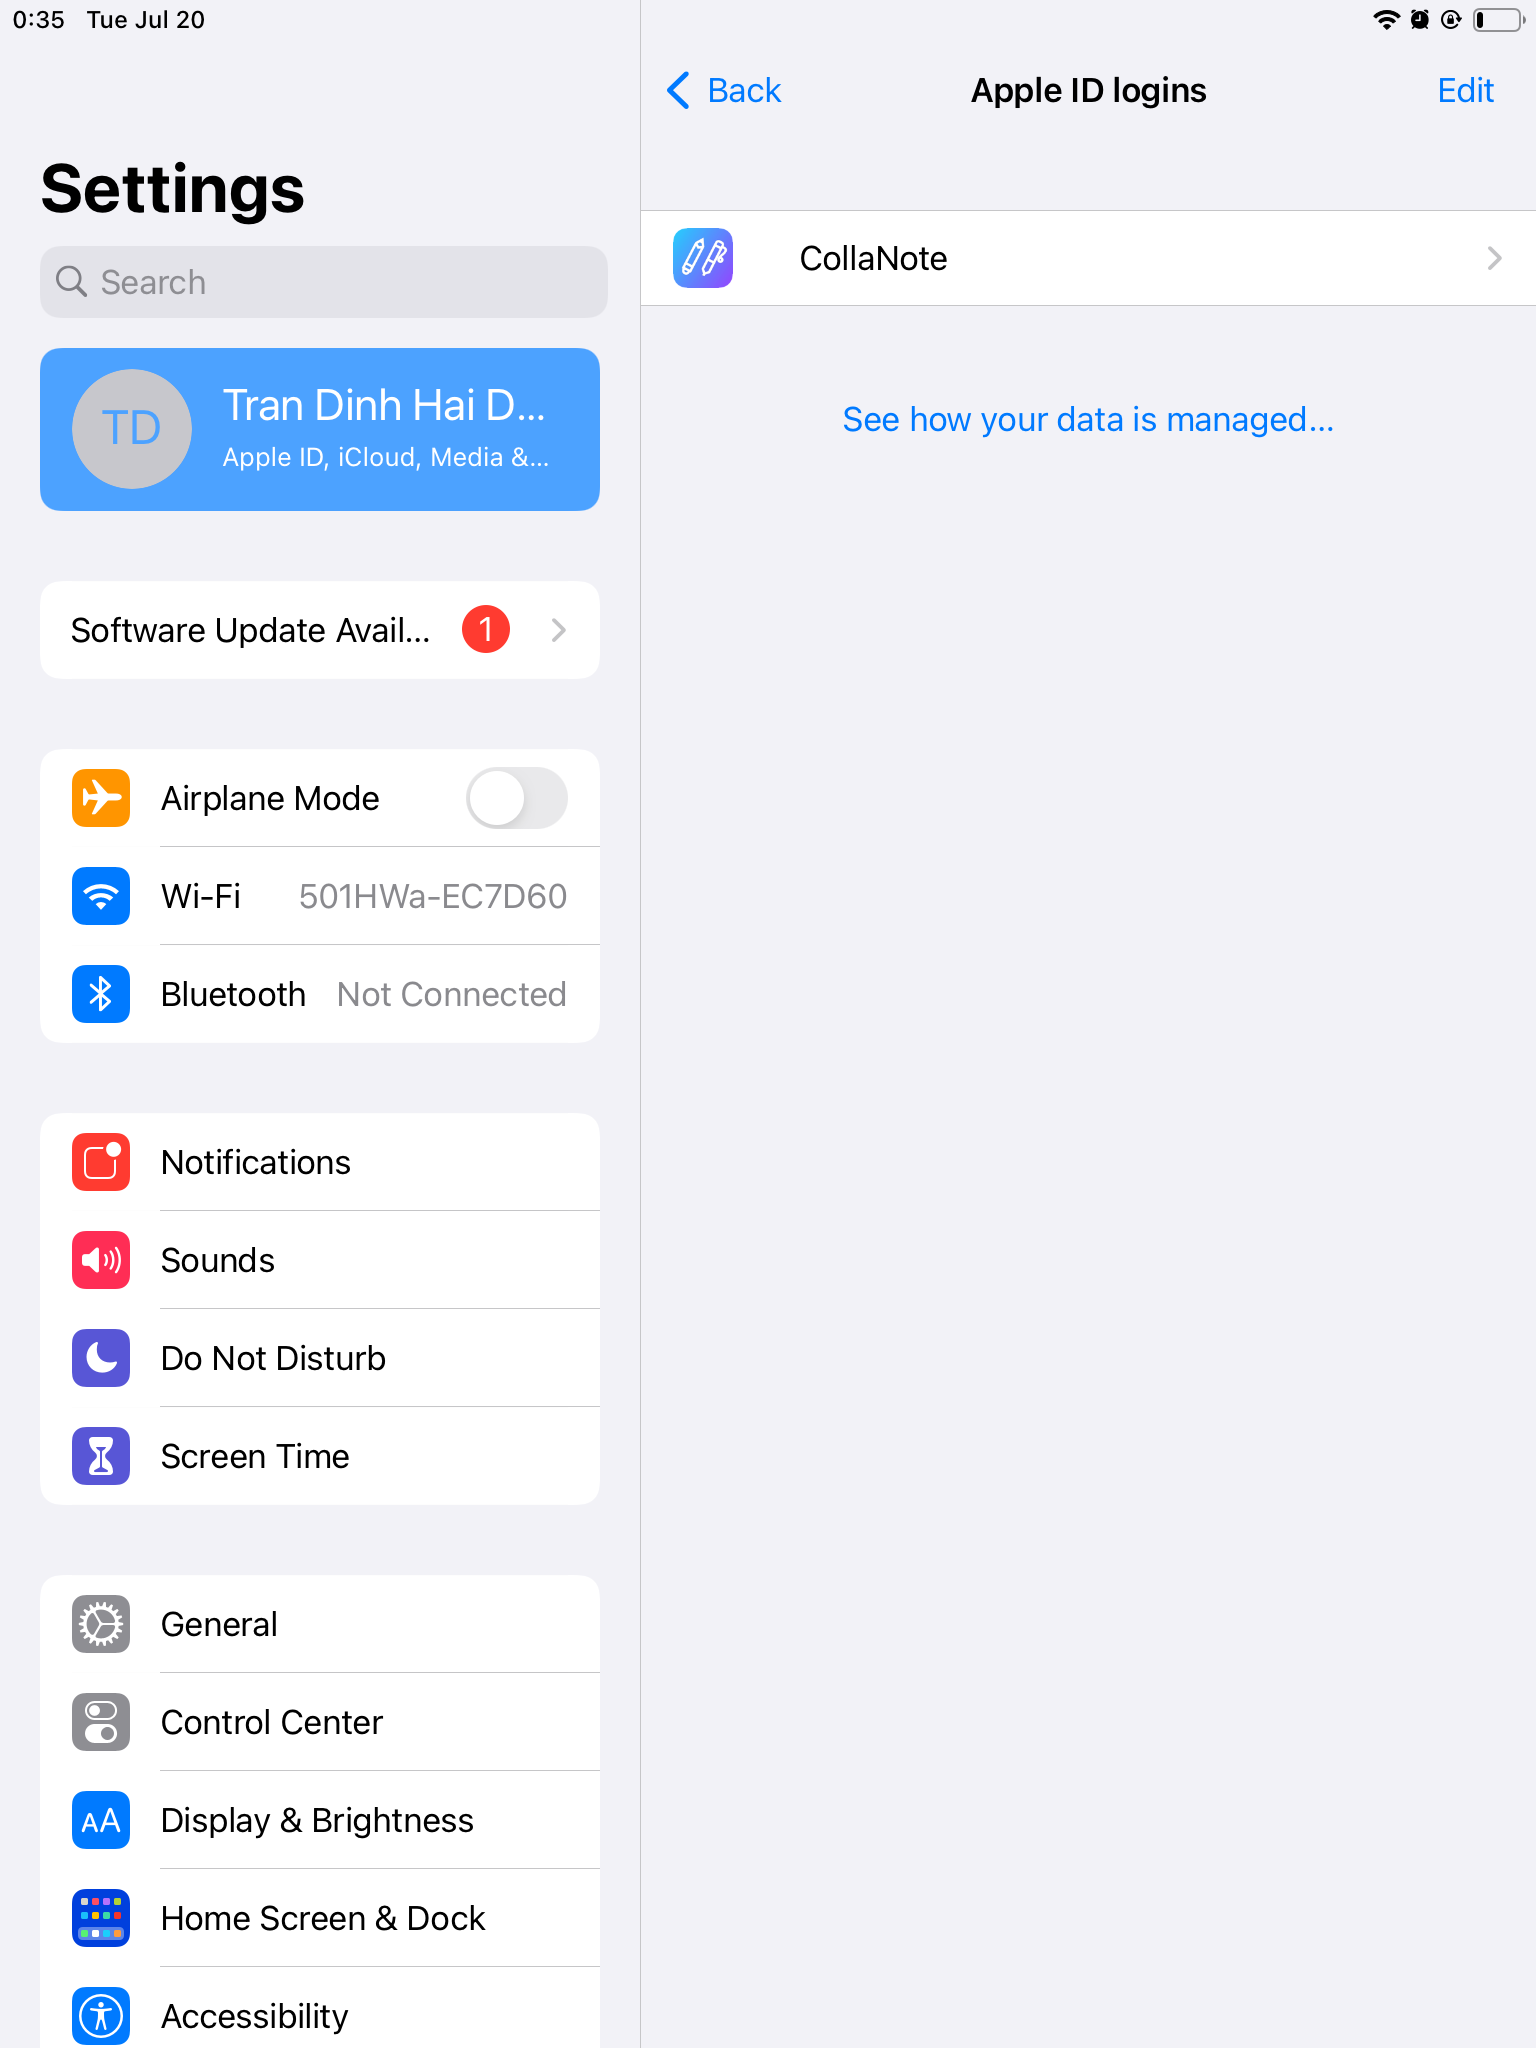 0:35 Tue Jul 20
Back
Apple ID logins
Edit
Settings
Search
TD
Tran Dinh Hai D...
Apple ID, iCloud, Media &...
Software Update Avail...
1
Airplane Mode
Wi-Fi 501HWa-EC7D60
Bluetooth Not Connected
Notifications
Sounds
Do Not Disturb
Screen Time
General
Control Center
AA
Display & Brightness
Home Screen & Dock
Accessibility
CollaNote
See how your data is managed...